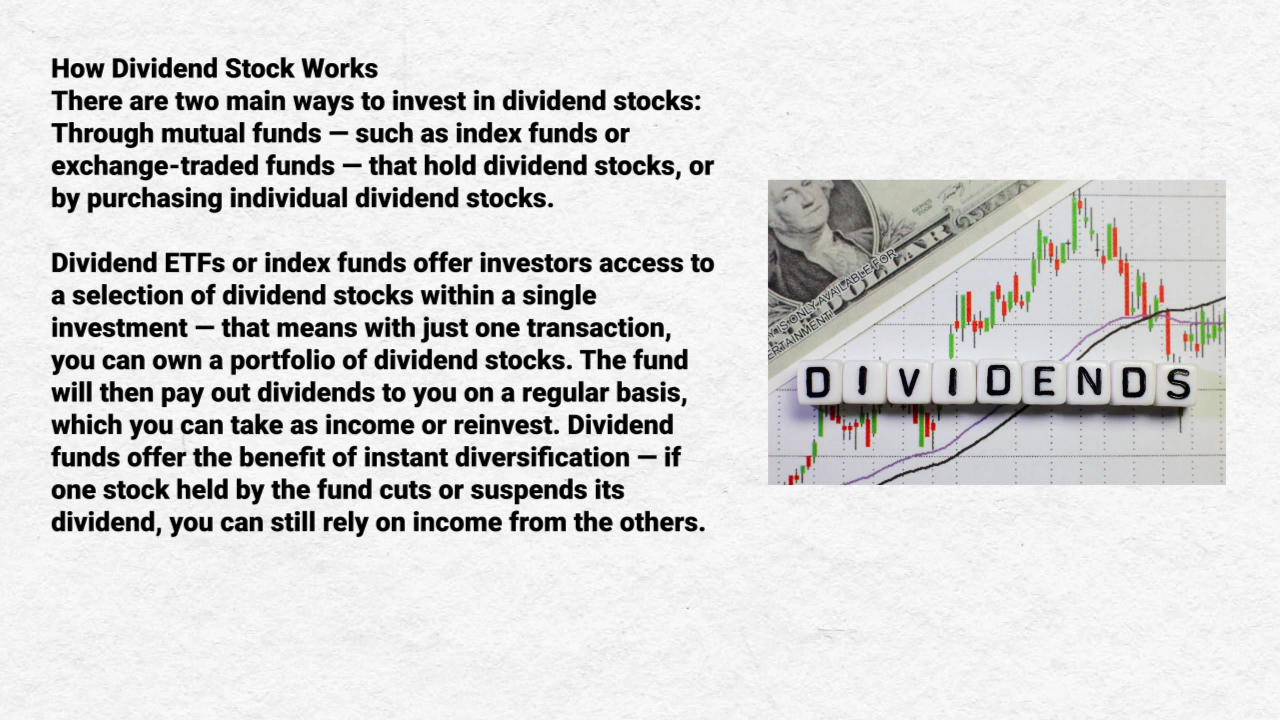 How Dividend Stock Works
There are two main ways to invest in dividend stocks:
Through mutual funds — such as index funds or
exchange-traded funds — that hold dividend stocks, or
by purchasing individual dividend stocks.
Dividend ETFs or index funds offer investors access to
a selection of dividend stocks within a single
investment — that means with just one transaction,
you can own a portfolio of dividend stocks. The fund
will then pay out dividends to you on a regular basis,
which you can take as income or reinvest. Dividend
funds offer the benefit of instant diversification — if
one stock held by the fund cuts or suspends its
dividend, you can still rely on income from the others.
IS ONLY AVAILABLE FOR
DIVIDENDS